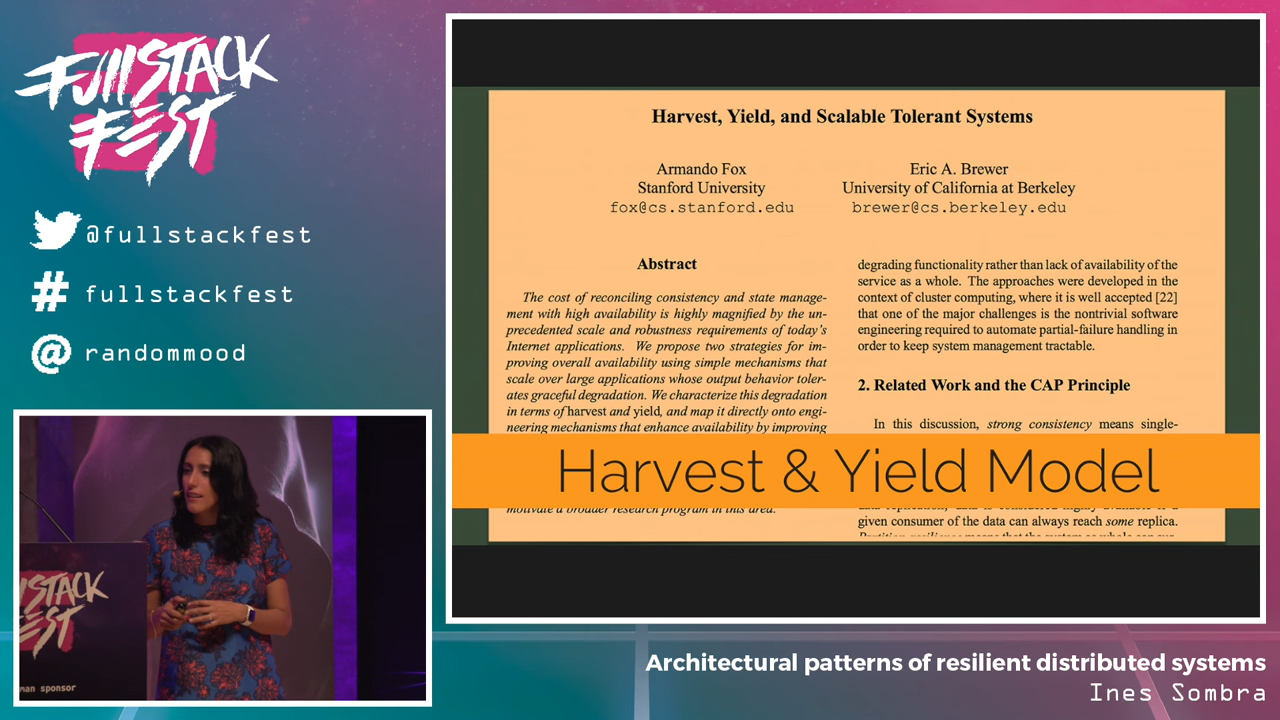 FullSTACK
FEST
@fullstackfest
# fullstackfest
@ randommood
Harvest, Yield, and Scalable Tolerant Systems
Armando Fox
Stanford University
fox@cs.stanford.edu
Eric A. Brewer
University of California at Berkeley
brewer@cs.berkeley.edu
Abstract
The cost of reconciling consistency and state manage-
ment with high availability is highly magnified by the un-
precedented scale and robustness requirements of today's
Internet applications. We propose two strategies for im-
proving overall availability using simple mechanisms that
scale over large applications whose output behavior toler-
ates graceful degradation. We characterize this degradation
in terms of harvest and yield, and map it directly onto engi-
neering mechanisms that enhance availability by improving
motivate a broader research program in this area.
degrading functionality rather than lack of availability of the
service as a whole. The approaches were developed in the
context of cluster computing, where it is well accepted [22]
that one of the major challenges is the nontrivial software
engineering required to automate partial-failure handling in
order to keep system management tractable.
2. Related Work and the CAP Principle
In this discussion, strong consistency means single-
given consumer of the data can always reach some replica.
Harvest & Yield Model
STACK
FEST
man sponsor
Architectural patterns of resilient distributed systems
Ines Sombra